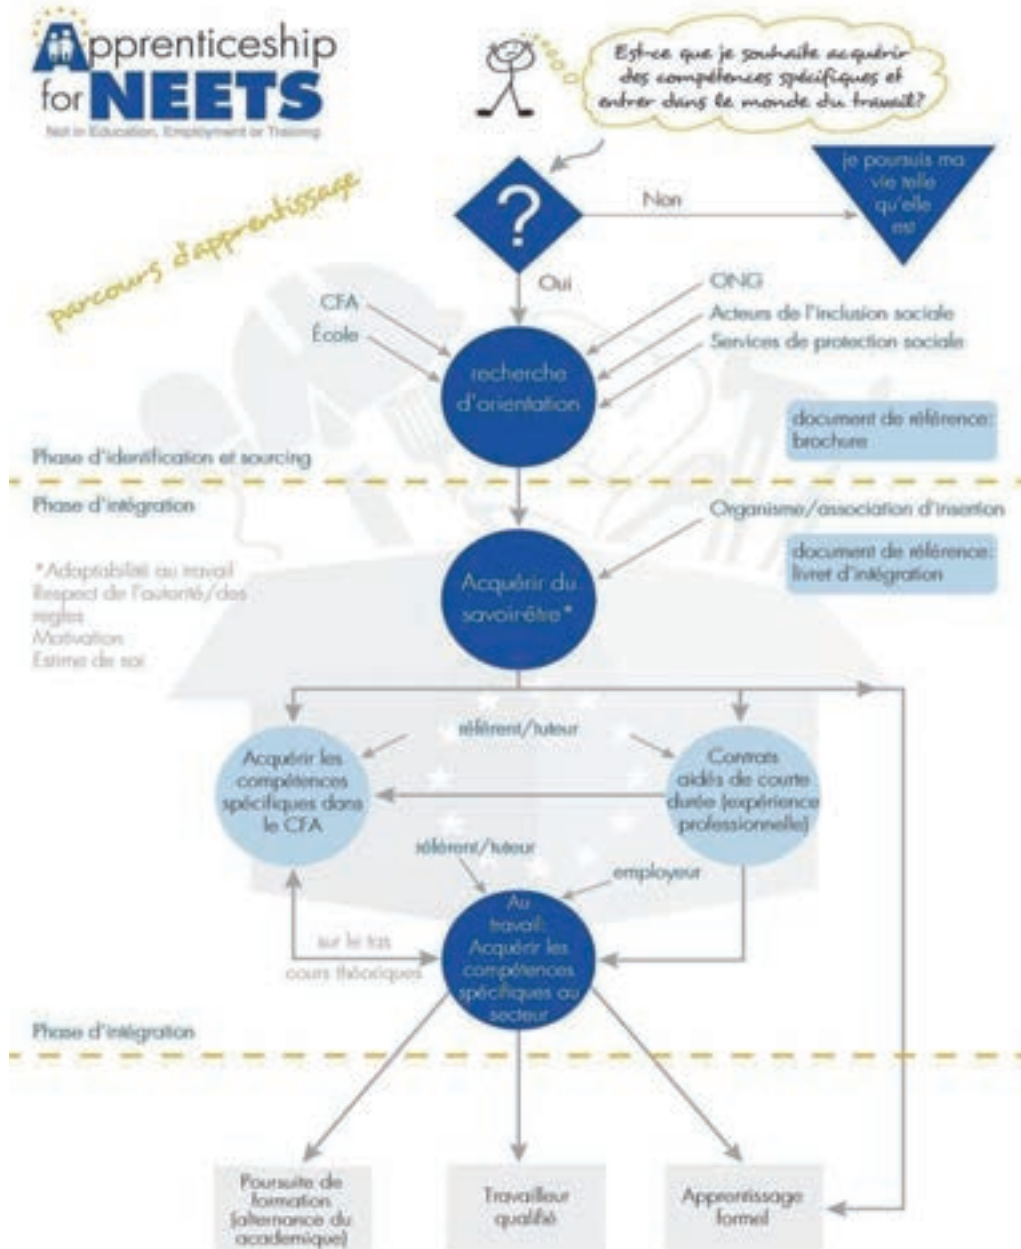 Apprenticeship
for NEETS
Not in Education, Employment or Training
Est-ce que je souhaite acquérir
des compétences spécifiques et
entrer dans le monde du travail?
parcours d'apprentissage
?
Non
je poursuis ma
vie telle
qu'elle
est
Oui
CFA
École
ONG
Acteurs de l'inclusion sociale
Services de protection sociale
recherche
d'orientation
document de référence:
brochure
Phase d'identification et sourcing
Phase d'intégration
Organisme/association d'insertion
document de référence:
livret d'intégration
*Adaptabilité au travail
Respect de l'autorité/des
regles
Motivation
Estime de soi
Acquérir du
savoir-être*
référent/tuteur
Acquérir les
compétences
spécifiques dans
le CFA
Contrats
aidés de courte
durée (expérience
professionnelle)
référent/tuteur
employeur
Au
travail:
Acquérir les
compétences
spécifiques au
secteur
sur le tas
cours théoriques
Phase d'intégration
Poursuite de
formation
(alternance du
académique)
Travailleur
qualifié
Apprentissage
formel